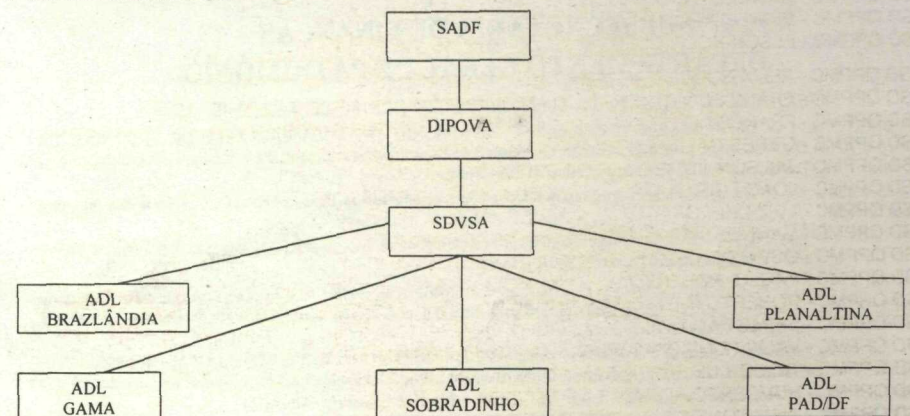 SADF
DIPOVA
SDVSA
ADL
BRAZLÂNDIA
ADL
PLANALTINA
ADL
GAMA
ADL
SOBRADINHO
ADL
PAD/DF